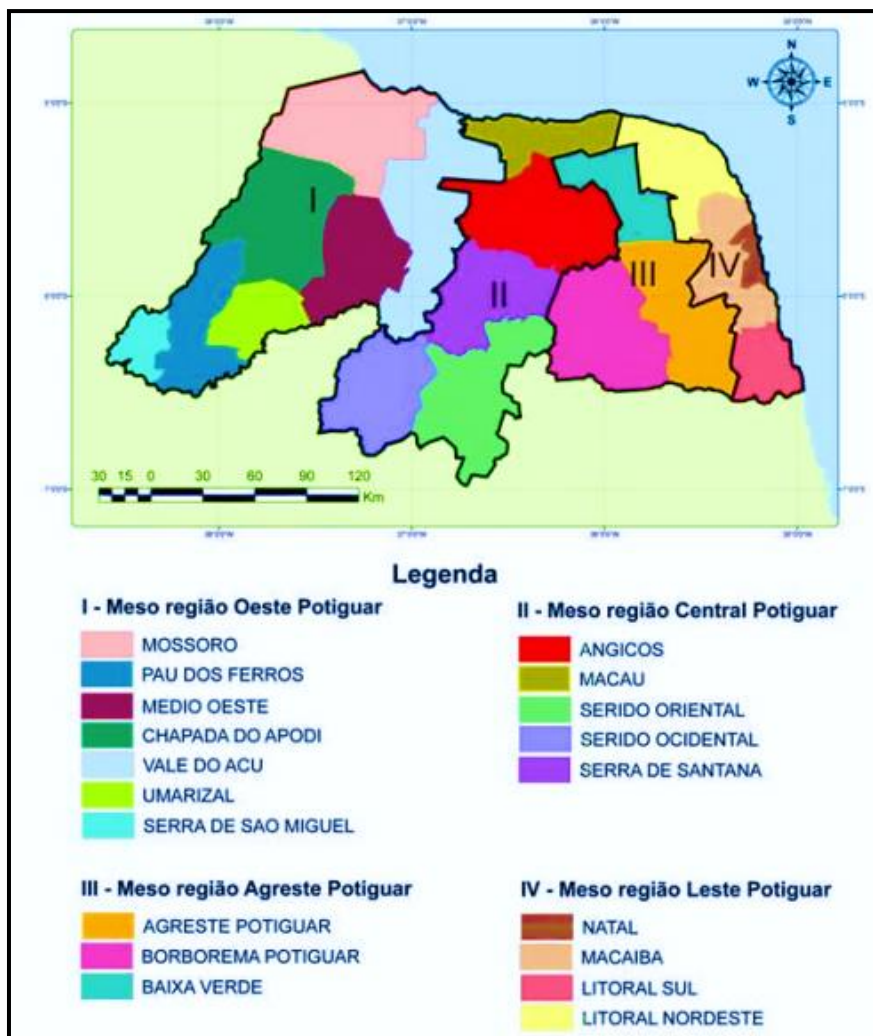 N
W
E
S
I
II
III
IV
30 15 0 30 60 90 120
Km
Legenda
I - Meso região Oeste Potiguar
MOSSORO
PAU DOS FERROS
MEDIO OESTE
CHAPADA DO APODI
VALE DO ACU
UMARIZAL
SERRA DE SAO MIGUEL
II - Meso região Central Potiguar
ANGICOS
MACAU
SERIDO ORIENTAL
SERIDO OCIDENTAL
SERRA DE SANTANA
III - Meso região Agreste Potiguar
AGRESTE POTIGUAR
BORBOREMA POTIGUAR
BAIXA VERDE
IV - Meso região Leste Potiguar
NATAL
MACAIBA
LITORAL SUL
LITORAL NORDESTE